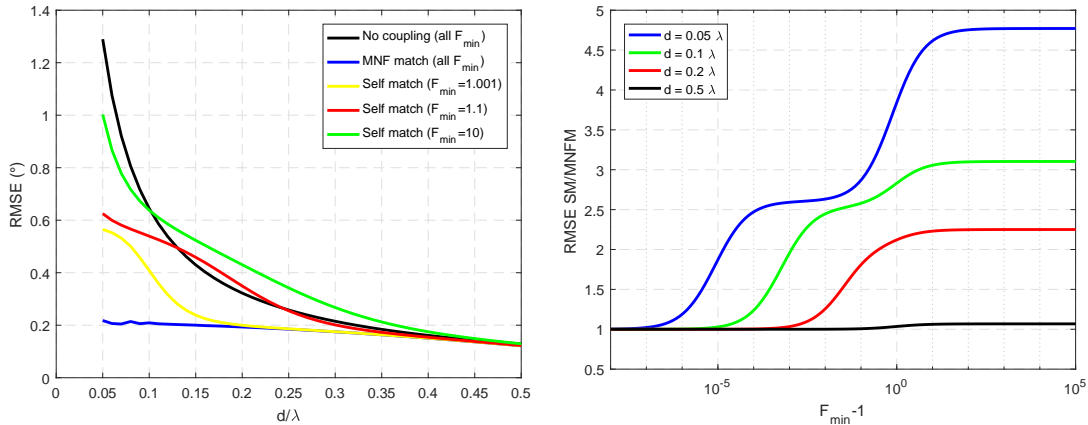 1.4
1.2
1
0.8
0.6
0.4
0.2
0
RMSE (°)
No coupling (all F_min)
MNF match (all F_min)
Self match (F_min=1.001)
Self match (F_min=1.1)
Self match (F_min=10)
0 0.05 0.1 0.15 0.2 0.25 0.3 0.35 0.4 0.45 0.5
d/λ
5
4.5
4
3.5
3
2.5
2
1.5
1
0.5
RMSE SM/MNFM
d = 0.05 λ
d = 0.1 λ
d = 0.2 λ
d = 0.5 λ
10^-5 10^0 10^5
F_min-1